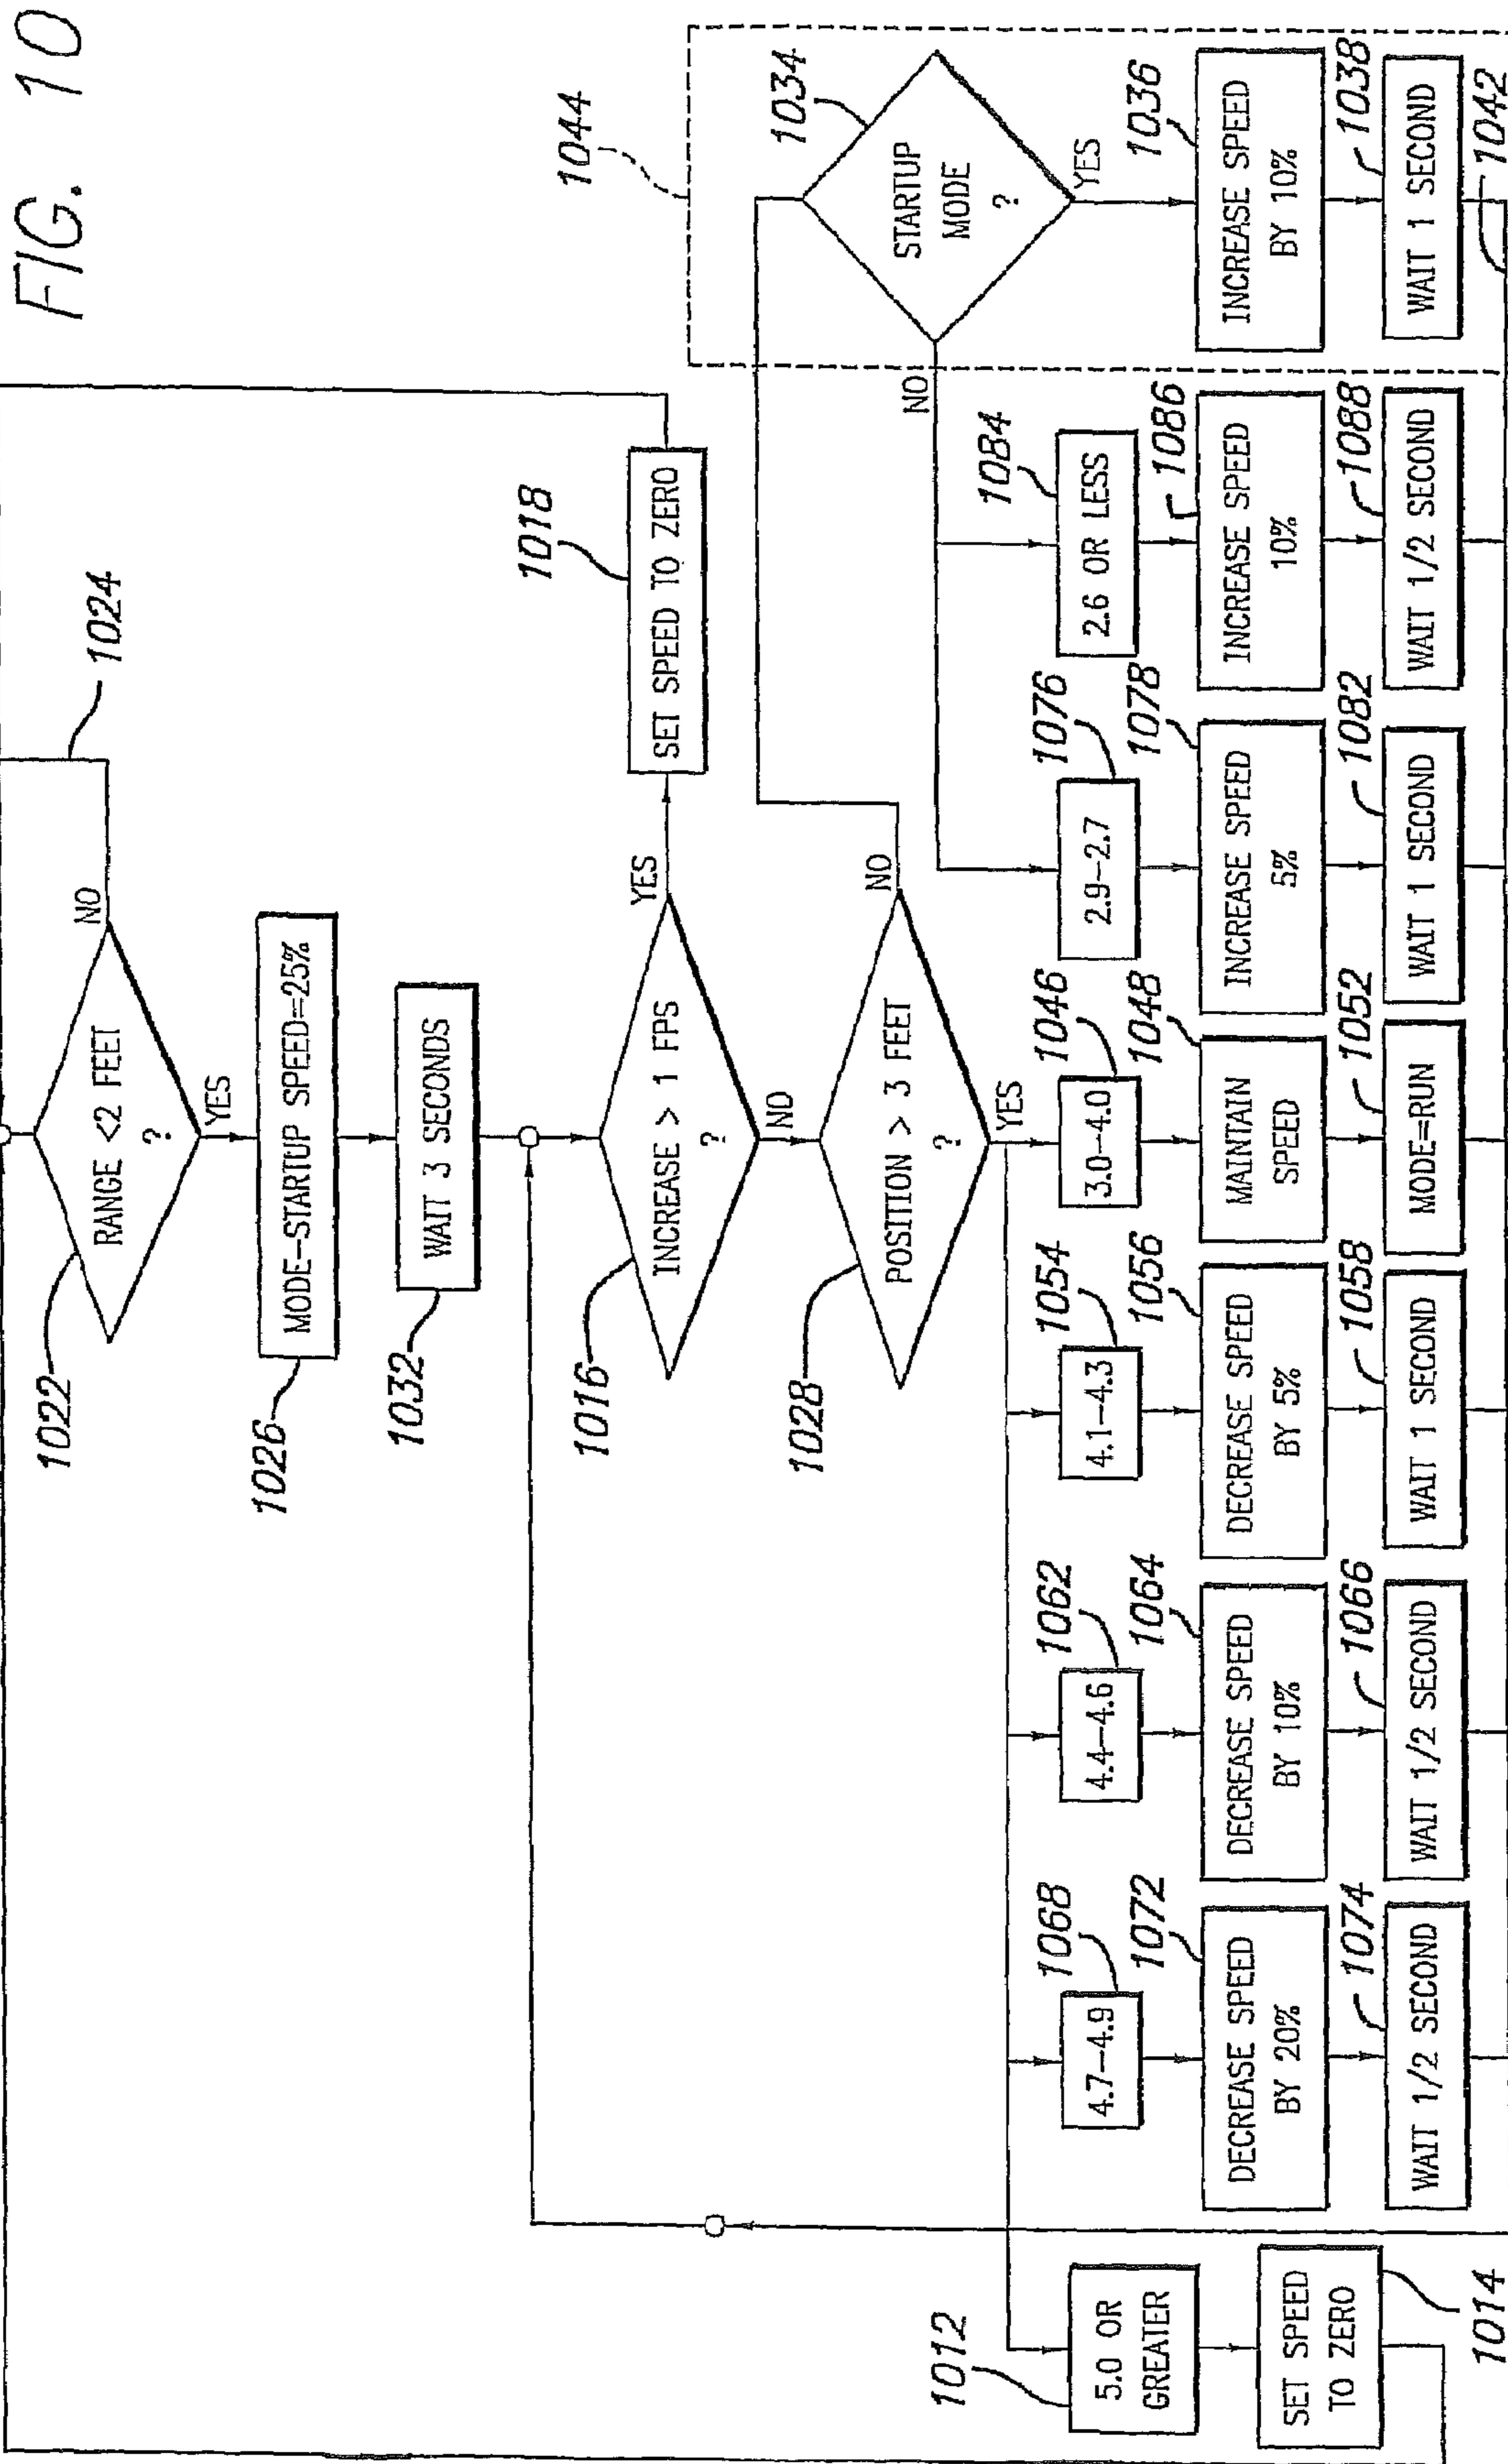 FIG. 10
1022
RANGE <2 FEET
?
NO
1024
YES
1026
MODE-STARTUP SPEED=25%
1032
WAIT 3 SECONDS
1016
INCREASE > 1 FPS
?
YES
1018
SET SPEED TO ZERO
NO
1028
POSITION > 3 FEET
?
NO
YES
1044
1034
STARTUP
MODE
?
NO
YES
1036
INCREASE SPEED
BY 10%
1038
WAIT 1 SECOND
1042
1012
5.0 OR
GREATER
SET SPEED
TO ZERO
1014
1068
4.7-4.9
1072
DECREASE SPEED
BY 20%
1074
WAIT 1/2 SECOND
1062
4.4-4.6
1064
DECREASE SPEED
BY 10%
1066
WAIT 1/2 SECOND
1054
4.1-4.3
1056
DECREASE SPEED
BY 5%
1058
WAIT 1 SECOND
1046
3.0-4.0
1048
MAINTAIN
SPEED
1052
MODE=RUN
1076
2.9-2.7
1078
INCREASE SPEED
5%
1082
WAIT 1 SECOND
1084
2.6 OR LESS
1086
INCREASE SPEED
10%
1088
WAIT 1/2 SECOND